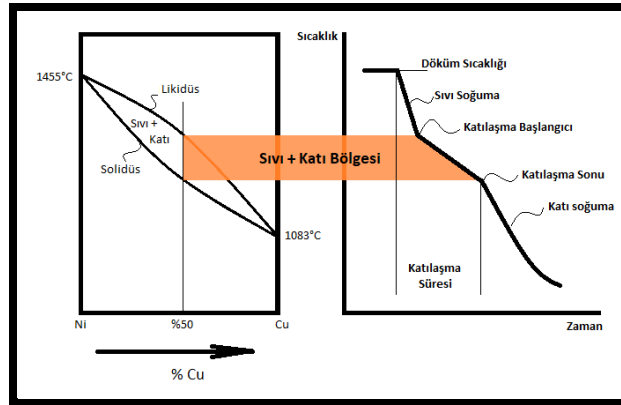 1455°C
Likidüs
Sıvı +
Katı
Solidüs
1083°C
Ni
%50
Cu
% Cu
Sıvı + Katı Bölgesi
Sıcaklık
Döküm Sıcaklığı
Sıvı Soğuma
Katılaşma Başlangıcı
Katılaşma Sonu
Katı soğuma
Katılaşma
Süresi
Zaman